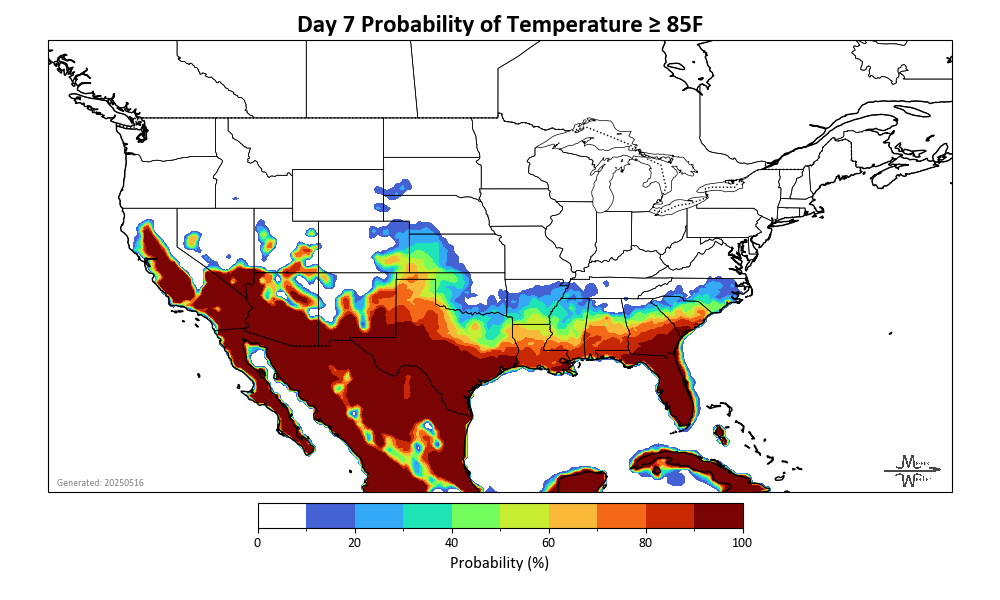 Day 7 Probability of Temperature ≥ 85F
Generated: 20250516
0 20 40 60 80 100
Probability (%)